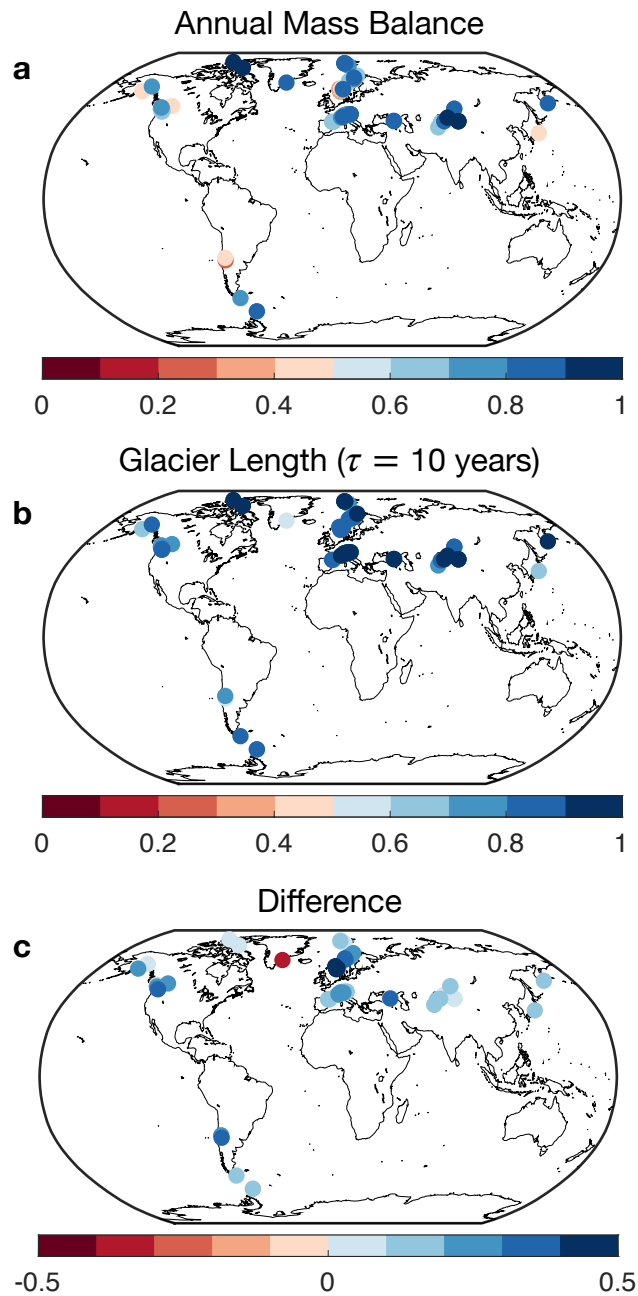 Annual Mass Balance
a
0 0.2 0.4 0.6 0.8 1
Glacier Length (τ = 10 years)
b
0 0.2 0.4 0.6 0.8 1
Difference
c
-0.5 0 0.5